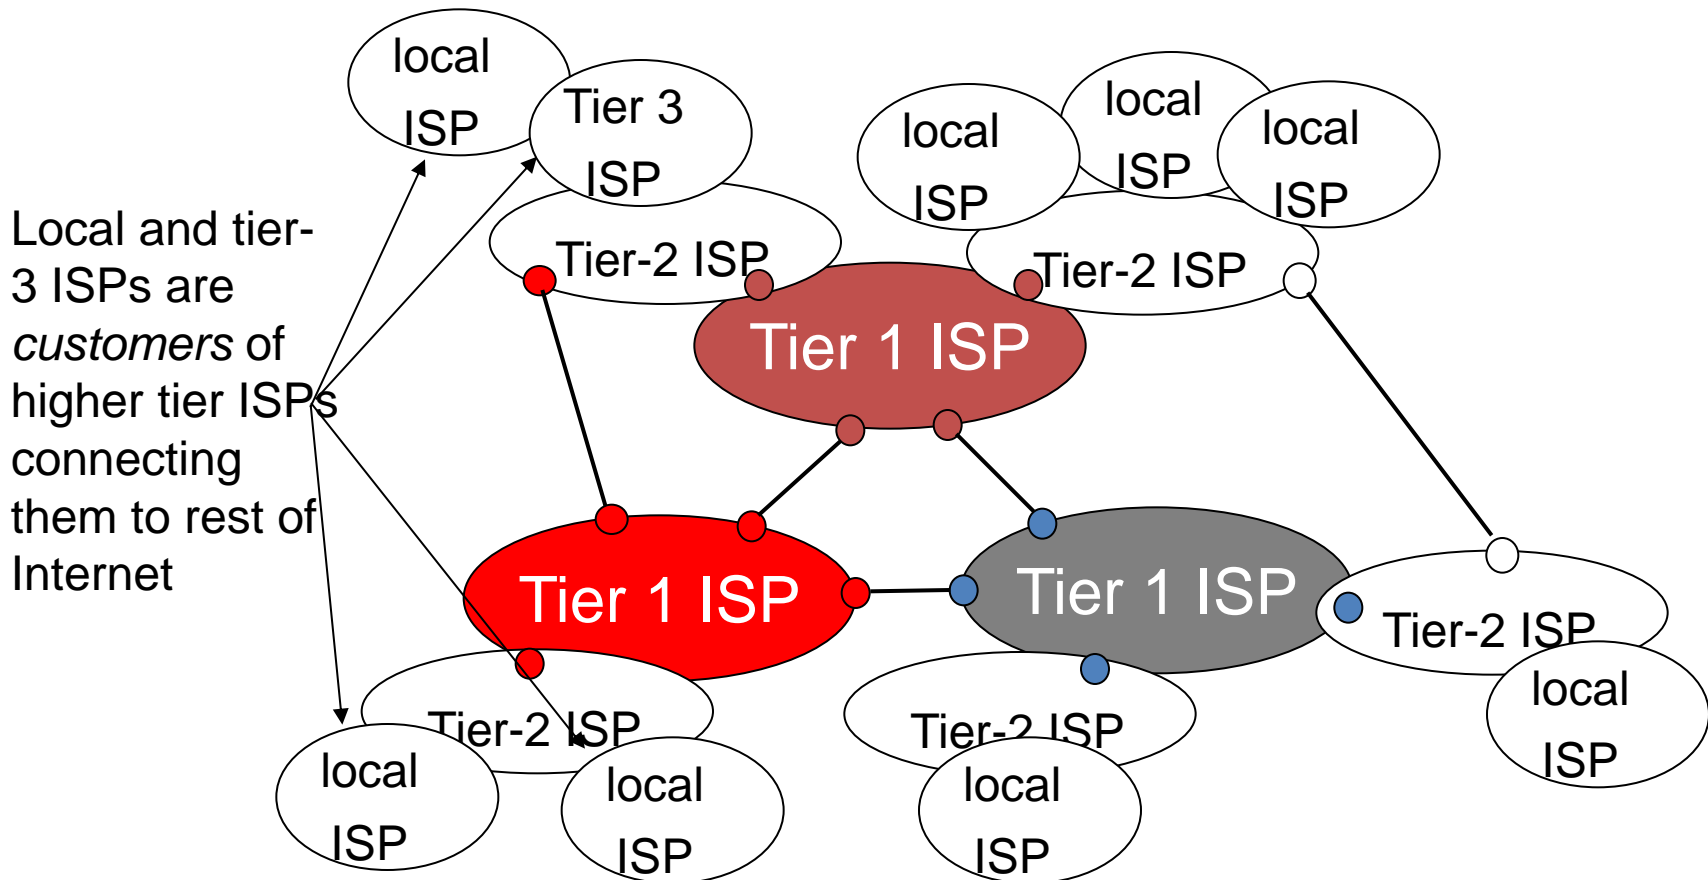 local
ISP
Tier 3
ISP
local
ISP
local
ISP
local
ISP
Local and tier-
3 ISPs are
customers of
higher tier ISPs
connecting
them to rest of
Internet
Tier-2 ISP
Tier-2 ISP
Tier 1 ISP
Tier 1 ISP
Tier 1 ISP
Tier-2 ISP
local
ISP
Tier-2 ISP
local
ISP
local
ISP
Tier-2 ISP
local
ISP